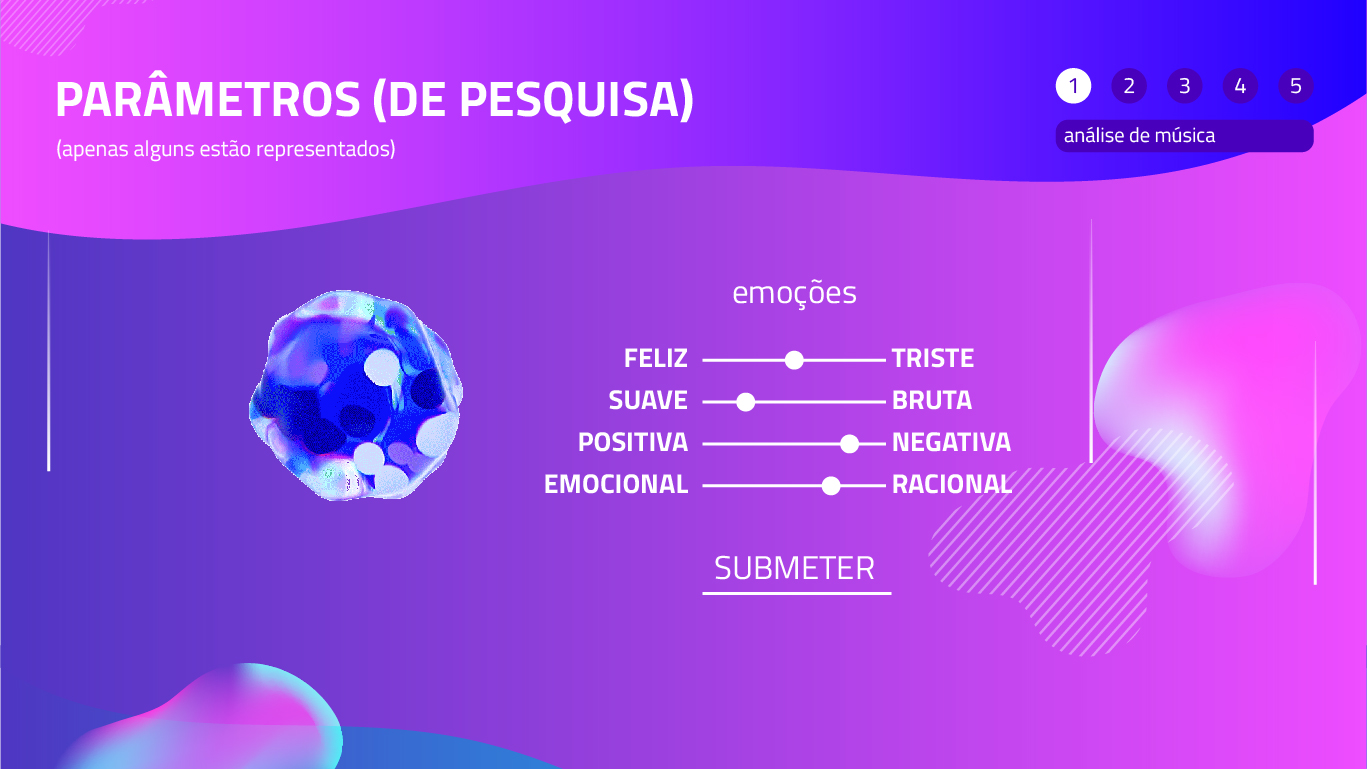 PARÂMETROS (DE PESQUISA)
(apenas alguns estão representados)
1 2 3 4 5
análise de música
emoções
FELIZ TRISTE
SUAVE BRUTA
POSITIVA NEGATIVA
EMOCIONAL RACIONAL
SUBMETER